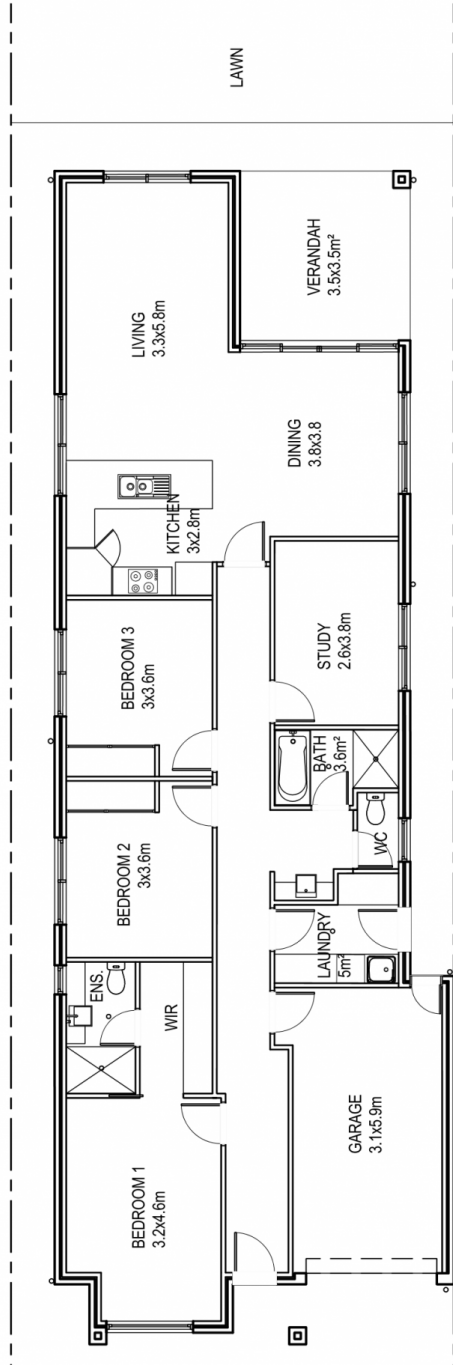 LAWN
VERANDAH
3.5x3.5m²
LIVING
3.3x5.8m
DINING
3.8x3.8
KITCHEN
3x2.8m
BEDROOM 3
3x3.6m
STUDY
2.6x3.8m
BATH
3.6m²
WC
BEDROOM 2
3x3.6m
LAUNDRY
5m²
ENS.
WIR
BEDROOM 1
3.2x4.6m
GARAGE
3.1x5.9m